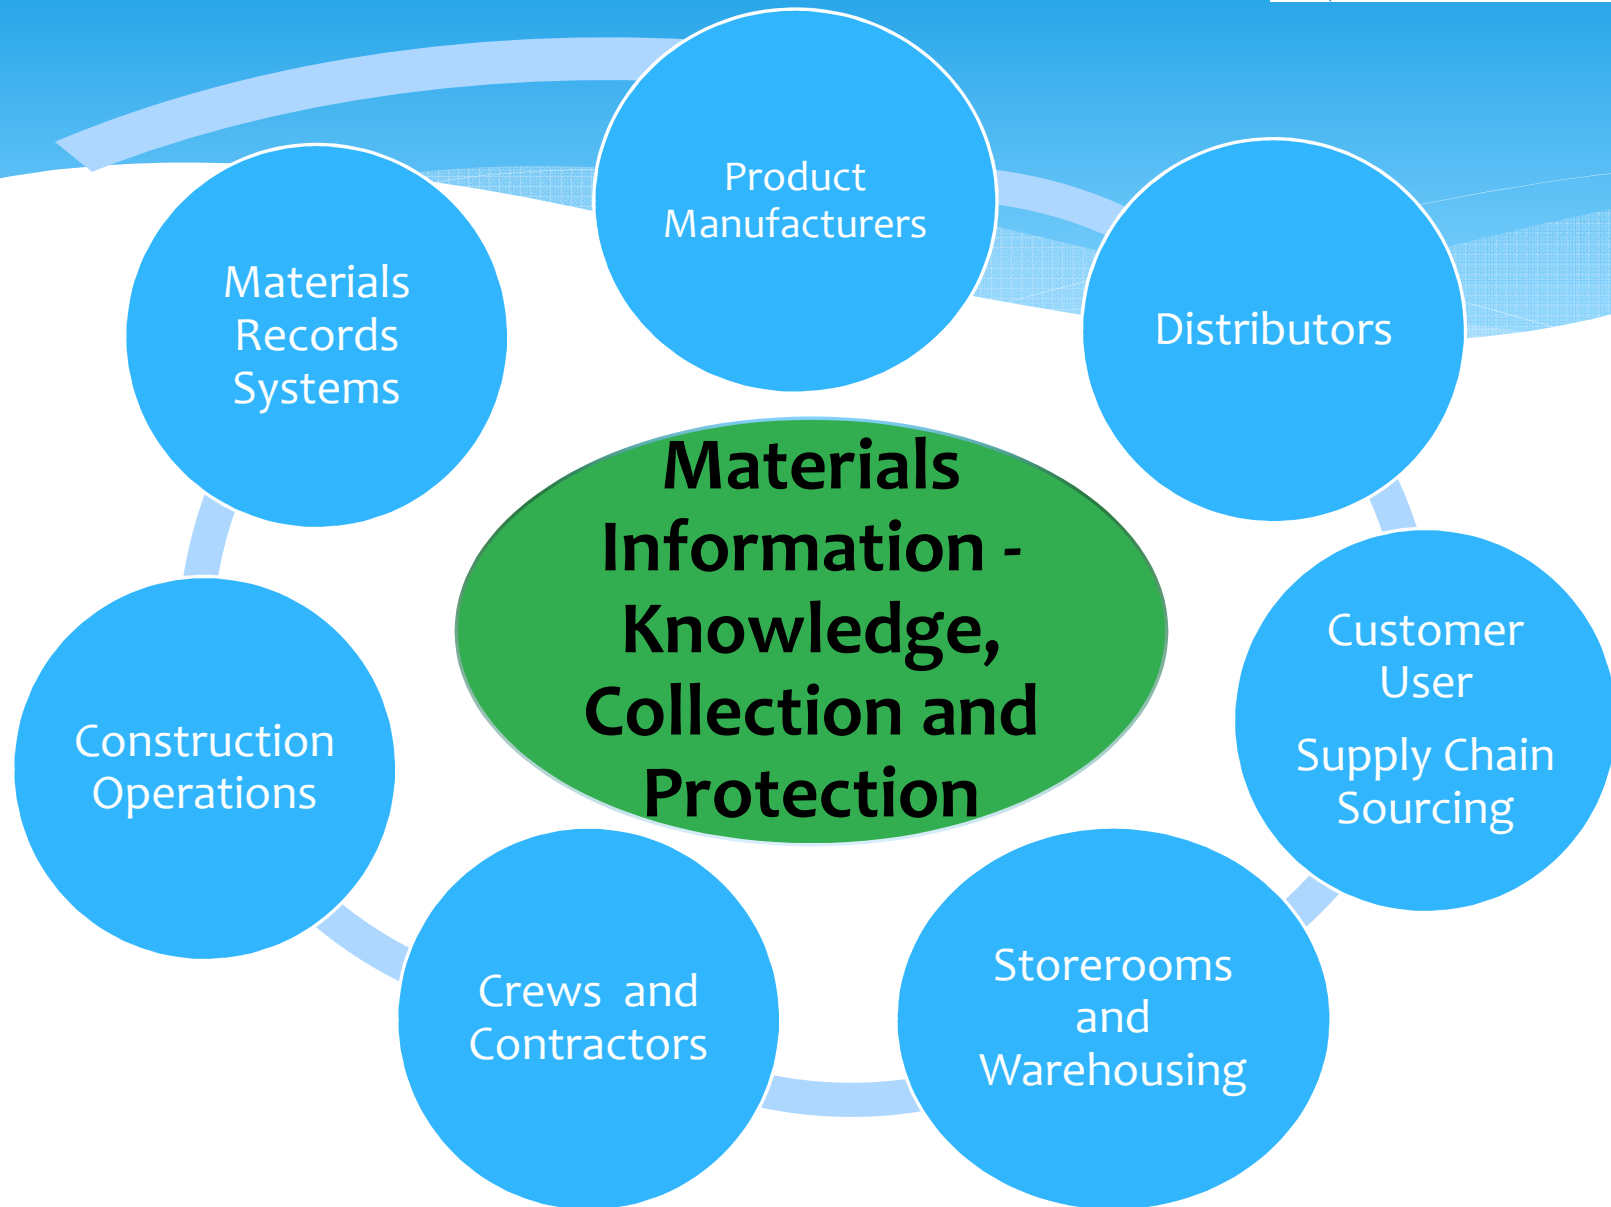 Product
Manufacturers
Distributors
Customer
User
Supply Chain
Sourcing
Storerooms
and
Warehousing
Crews and
Contractors
Construction
Operations
Materials
Records
Systems
Materials
Information -
Knowledge,
Collection and
Protection